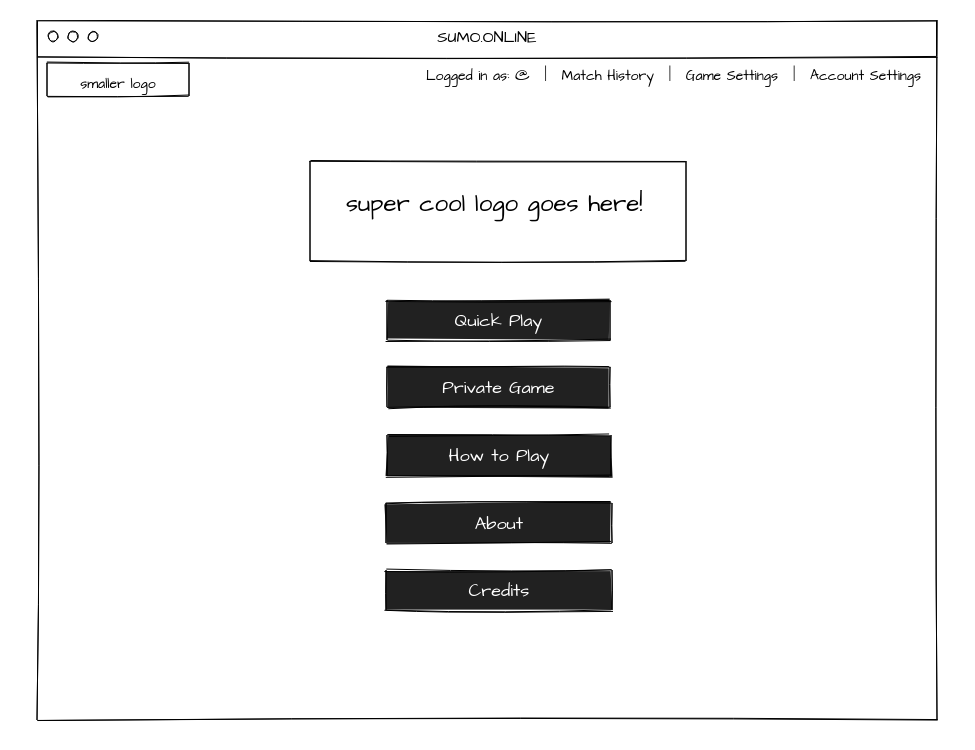 SUMO.ONLINE
smaller logo
Logged in as: @ | Match History | Game Settings | Account Settings
super cool logo goes here!
Quick Play
Private Game
How to Play
About
Credits